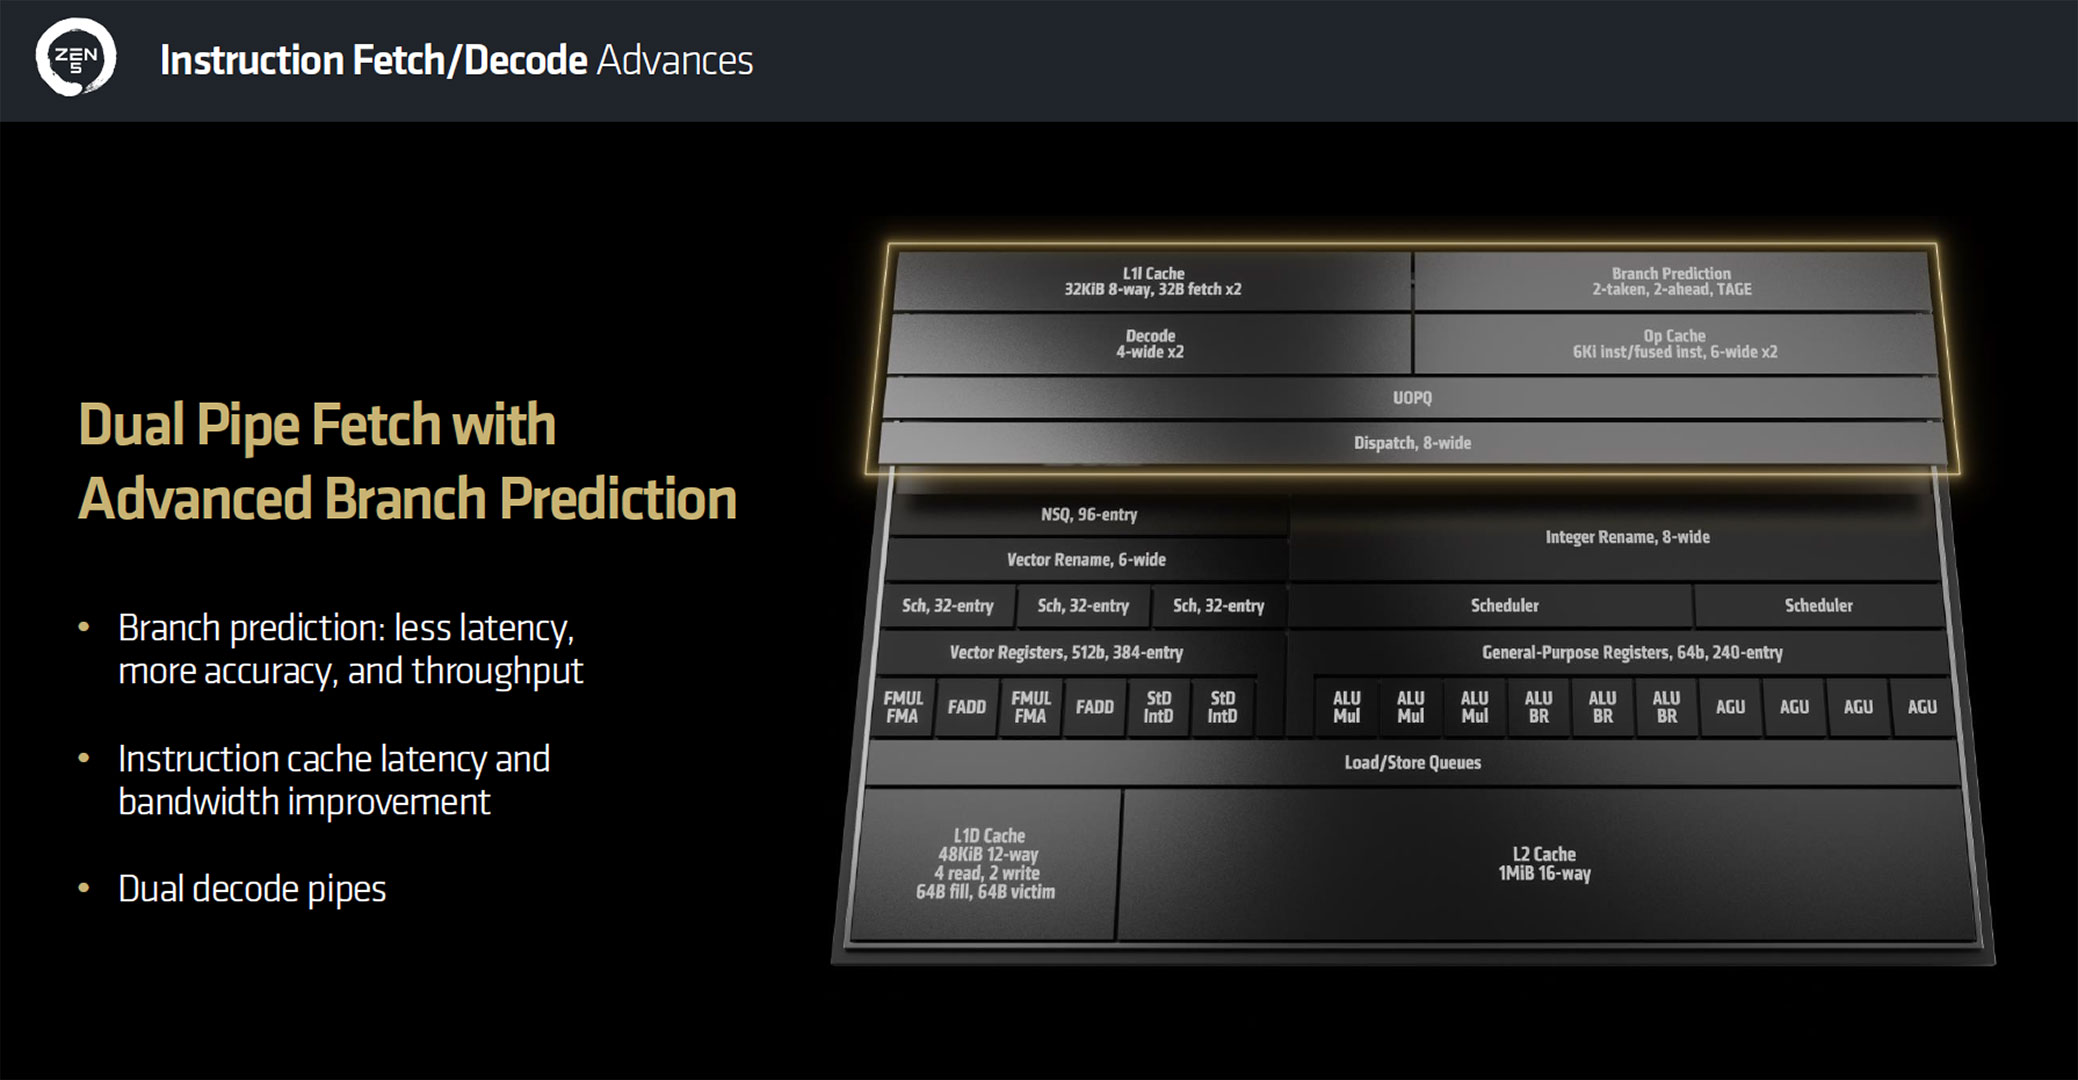 ZEN
5
Instruction Fetch/Decode Advances
Dual Pipe Fetch with
Advanced Branch Prediction
• Branch prediction: less latency,
more accuracy, and throughput
• Instruction cache latency and
bandwidth improvement
• Dual decode pipes
L1I Cache
32KiB 8-way, 32B fetch x2
Branch Prediction
2-taken, 2-ahead, TAGE
Decode
4-wide x2
Op Cache
6Ki inst/fused inst, 6-wide x2
UOPQ
Dispatch, 8-wide
NSQ, 96-entry
Vector Rename, 6-wide
Integer Rename, 8-wide
Sch, 32-entry
Sch, 32-entry
Sch, 32-entry
Scheduler
Scheduler
Vector Registers, 512b, 384-entry
General-Purpose Registers, 64b, 240-entry
FMUL
FMA
FADD
FMUL
FMA
FADD
StD
IntD
StD
IntD
ALU
Mul
ALU
Mul
ALU
Mul
ALU
BR
ALU
BR
ALU
BR
AGU
AGU
AGU
AGU
Load/Store Queues
L1D Cache
48KiB 12-way
4 read, 2 write
64B fill, 64B victim
L2 Cache
1MiB 16-way